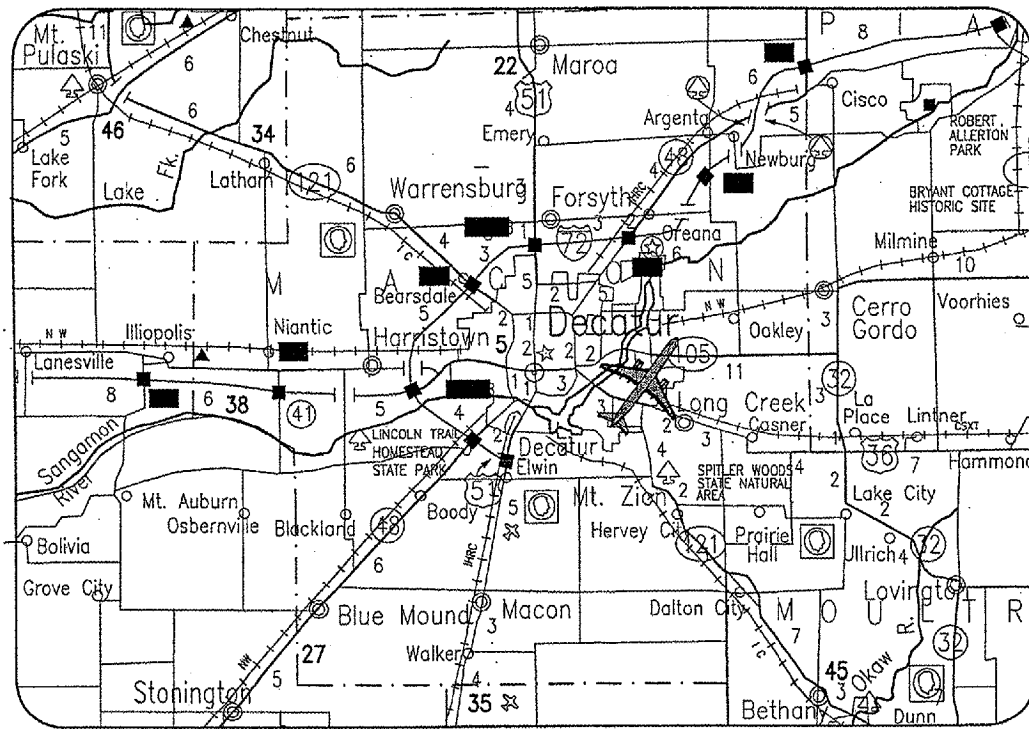 11
Mt.
Pulaski
Chestnut
6
6
5
46
34
Lake
Fork
Lake
Fk.
Latham
121
6
22
51
4
Maroa
Emery
P
A
8
6
5
Cisco
ROBERT
ALLERTON
PARK
Argenta
48
4
Newburg
Warrensburg
3
Forsyth
3
7
Oreana
6
BRYANT COTTAGE
HISTORIC SITE
Milmine
10
I C
4
3
72
5
M
A
C
O
N
Bearsdale
5
2
5
N W
Oakley
3
Cerro
Gordo
Voorhies
N W
Illiopolis
Niantic
Harristown
5
2
1
Decatur
2
2
2
105
Lanesville
8
6
38
41
5
4
1
3
3
11
32
3
La
Place
Lintner
CSXT
2
Long Creek
3
Casner
36
7
Hammond
Sangamon
River
LINCOLN TRAIL
HOMESTEAD
STATE PARK
2
Decatur
Elwin
51
5
4
SPITLER WOODS
STATE NATURAL
AREA
4
2
Lake City
2
Mt. Auburn
Osbernville
Blackland
48
Boody
Mt. Zion
2
Hervey City
121
Prairie
Hall
Ullrich
4
32
Bolivia
Grove City
6
Blue Mound
Macon
3
Dalton City
Lovington
M
O
U
L
T
R
R.
32
NW
27
5
Stonington
Walker
4
35
7
I C
45
3
Bethany
Okaw
Dunn